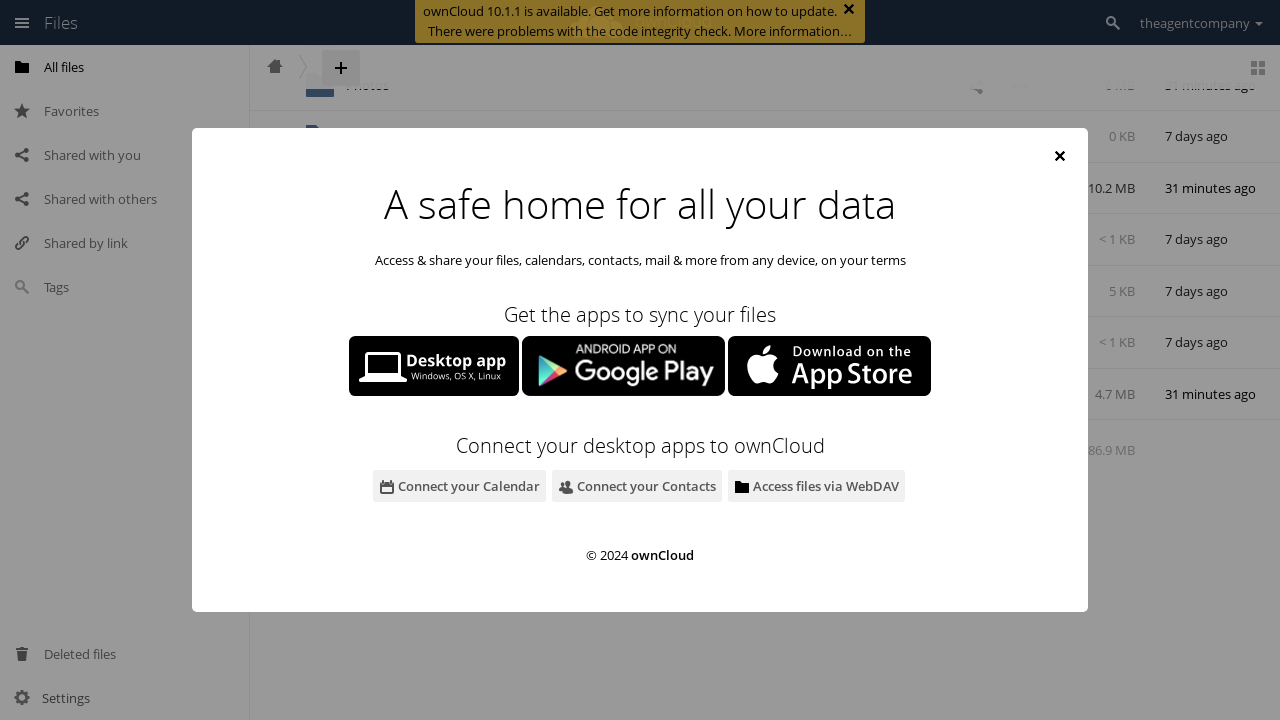 ownCloud 10.1.1 is available. Get more information on how to update.
There were problems with the code integrity check. More information…
Files
theagentcompany
All files
Favorites
Shared with you
Shared with others
Shared by link
Tags
Deleted files
Settings
Photos
31 minutes ago
0 KB 7 days ago
10.2 MB 31 minutes ago
< 1 KB 7 days ago
5 KB 7 days ago
< 1 KB 7 days ago
4.7 MB 31 minutes ago
86.9 MB
A safe home for all your data
Access & share your files, calendars, contacts, mail & more from any device, on your terms
Get the apps to sync your files
Desktop app
Windows, OS X, Linux
ANDROID APP ON
Google Play
Download on the
App Store
Connect your desktop apps to ownCloud
Connect your Calendar
Connect your Contacts
Access files via WebDAV
© 2024 ownCloud